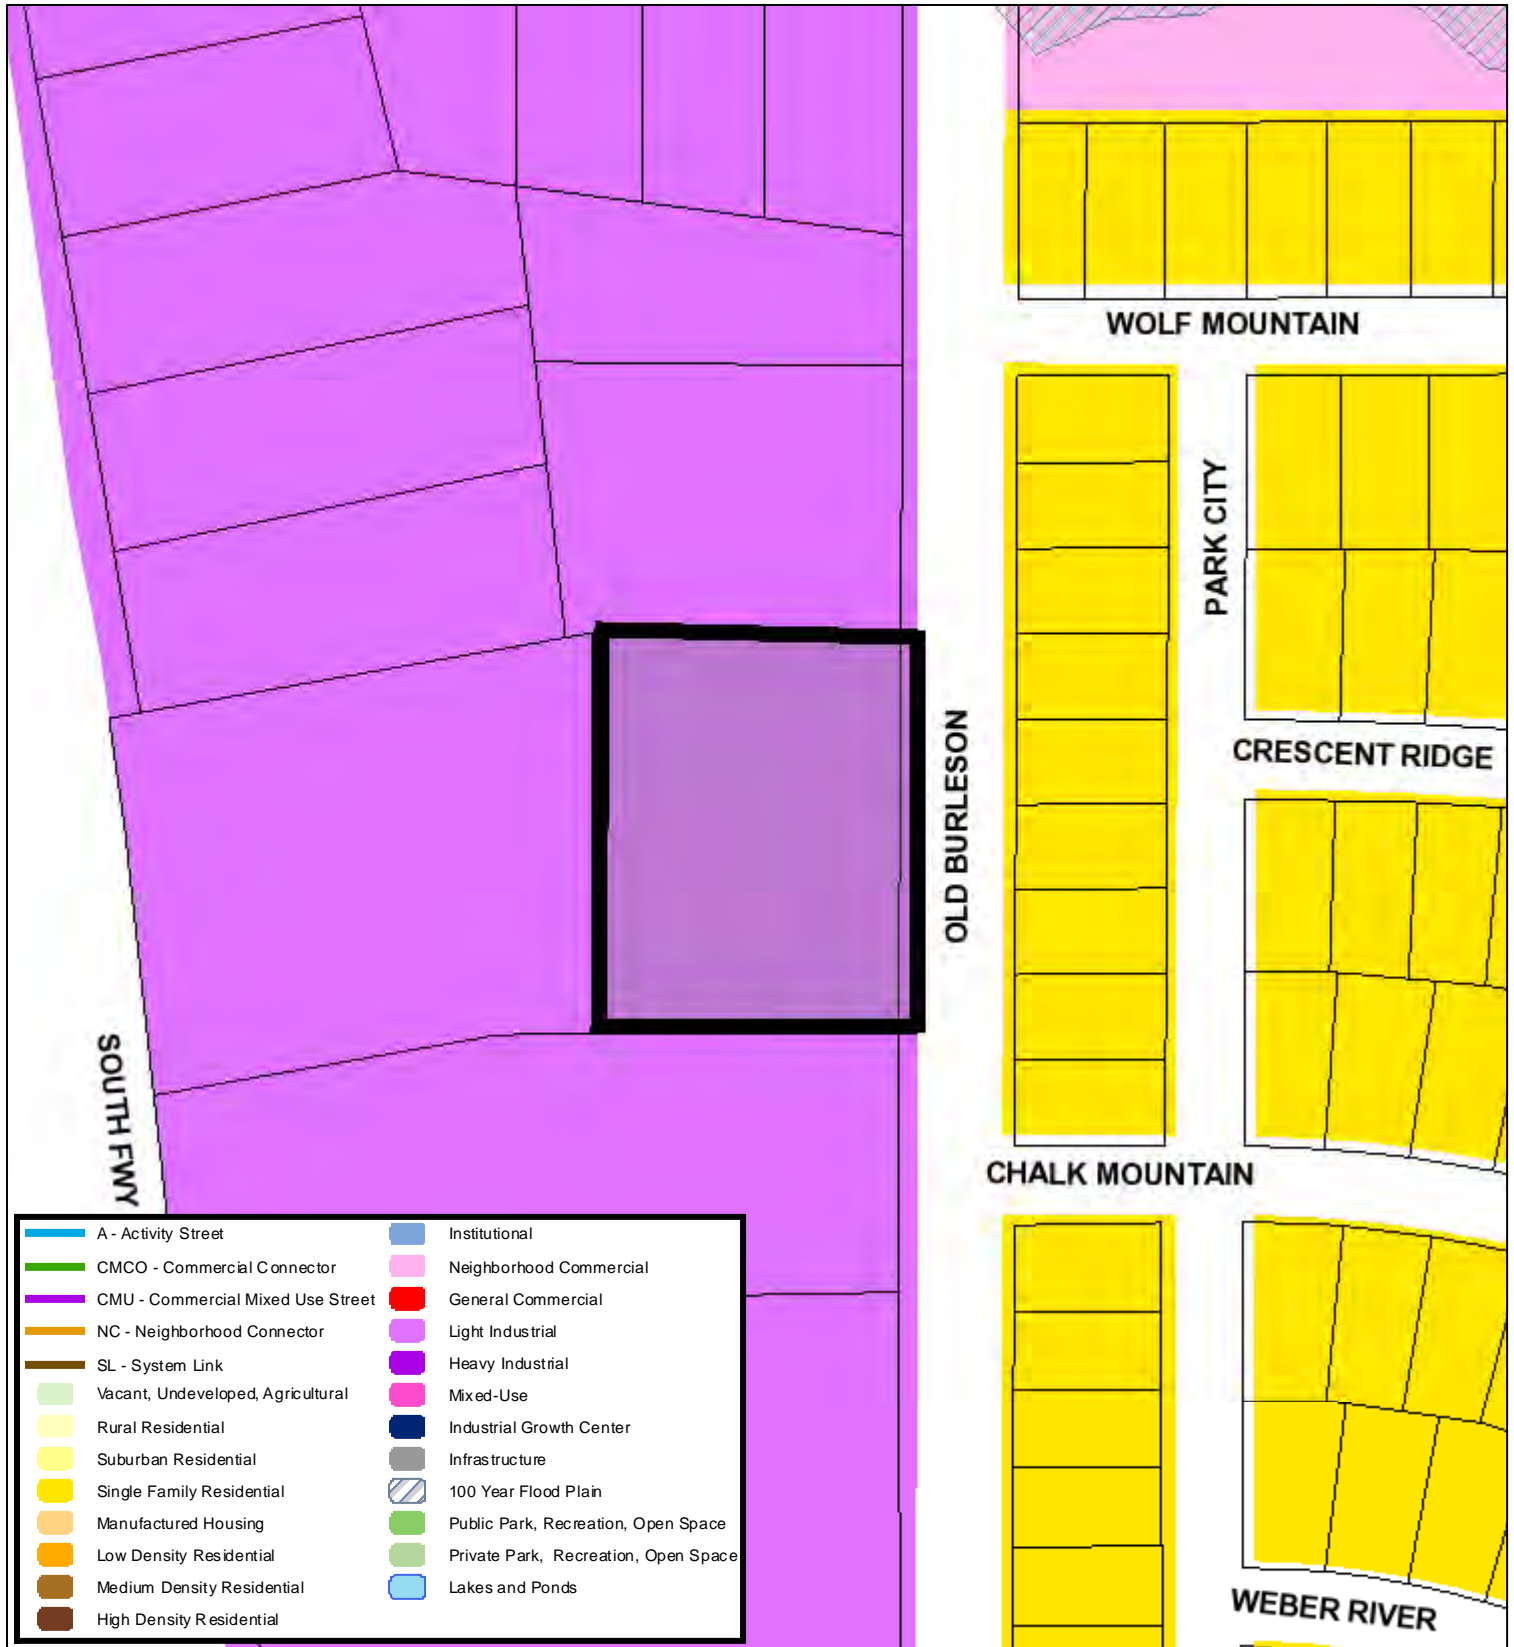 WOLF MOUNTAIN
PARK CITY
CRESCENT RIDGE
OLD BURLESON
SOUTH FWY
CHALK MOUNTAIN
WEBER RIVER
A - Activity Street
CMCO - Commercial Connector
CMU - Commercial Mixed Use Street
NC - Neighborhood Connector
SL - System Link
Vacant, Undeveloped, Agricultural
Rural Residential
Suburban Residential
Single Family Residential
Manufactured Housing
Low Density Residential
Medium Density Residential
High Density Residential
Institutional
Neighborhood Commercial
General Commercial
Light Industrial
Heavy Industrial
Mixed-Use
Industrial Growth Center
Infrastructure
100 Year Flood Plain
Public Park, Recreation, Open Space
Private Park, Recreation, Open Space
Lakes and Ponds